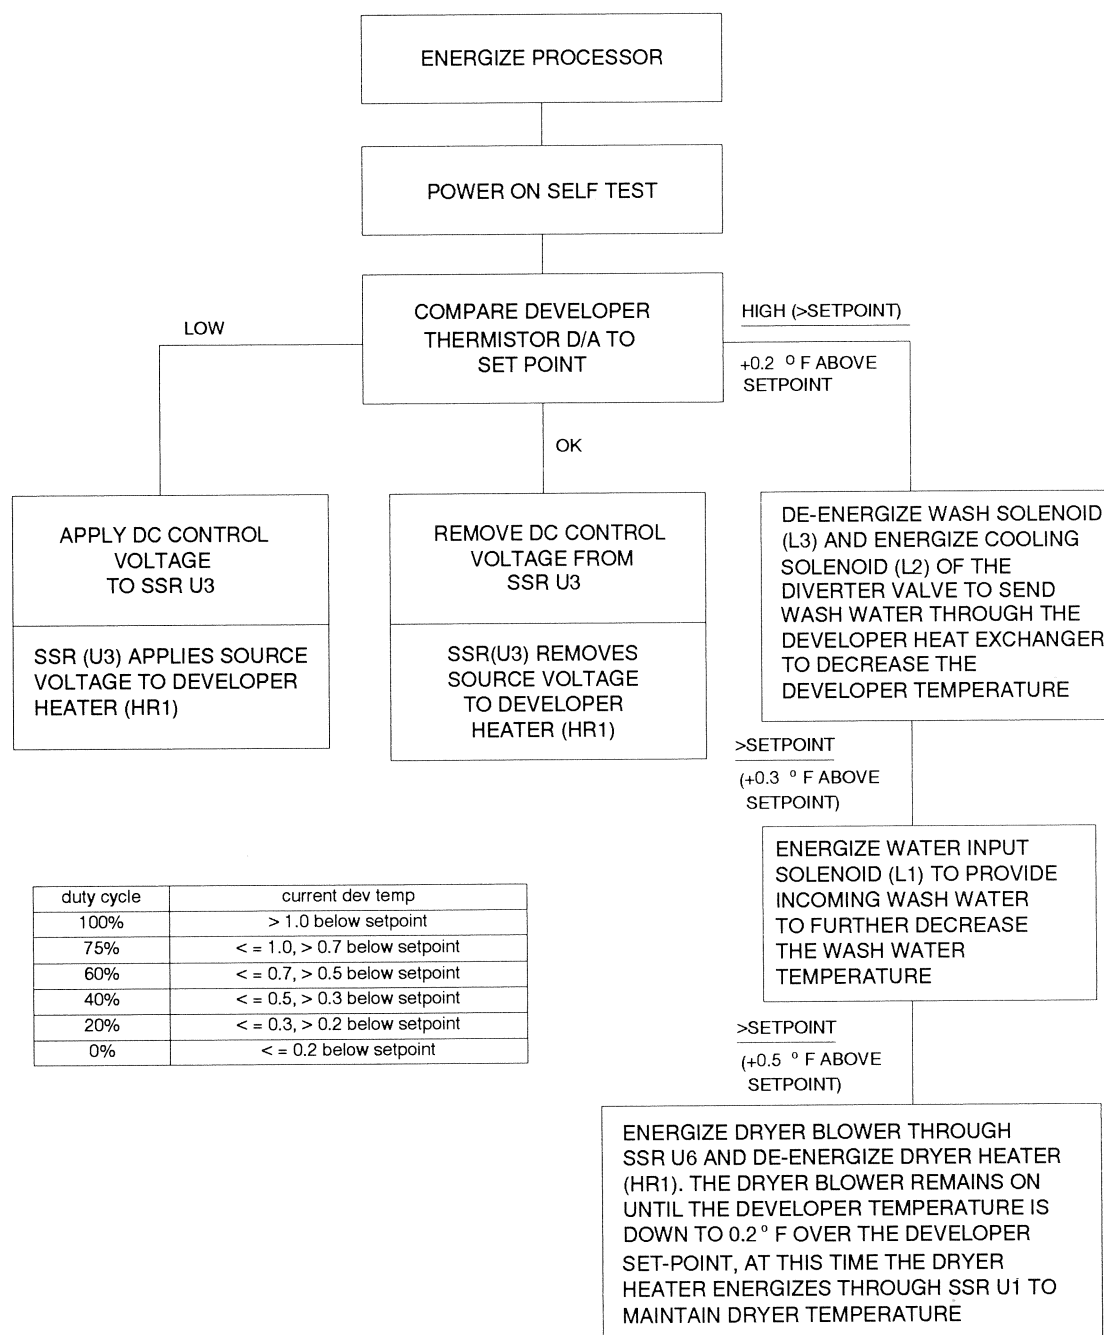 ENERGIZE PROCESSOR
POWER ON SELF TEST
COMPARE DEVELOPER
THERMISTOR D/A TO
SET POINT
LOW
HIGH (>SETPOINT)
+0.2 º F ABOVE
SETPOINT
OK
APPLY DC CONTROL
VOLTAGE
TO SSR U3
SSR (U3) APPLIES SOURCE
VOLTAGE TO DEVELOPER
HEATER (HR1)
REMOVE DC CONTROL
VOLTAGE FROM
SSR U3
SSR(U3) REMOVES
SOURCE VOLTAGE
TO DEVELOPER
HEATER (HR1)
DE-ENERGIZE WASH SOLENOID
(L3) AND ENERGIZE COOLING
SOLENOID (L2) OF THE
DIVERTER VALVE TO SEND
WASH WATER THROUGH THE
DEVELOPER HEAT EXCHANGER
TO DECREASE THE
DEVELOPER TEMPERATURE
>SETPOINT
(+0.3 º F ABOVE
SETPOINT)
ENERGIZE WATER INPUT
SOLENOID (L1) TO PROVIDE
INCOMING WASH WATER
TO FURTHER DECREASE
THE WASH WATER
TEMPERATURE
>SETPOINT
(+0.5 º F ABOVE
SETPOINT)
ENERGIZE DRYER BLOWER THROUGH
SSR U6 AND DE-ENERGIZE DRYER HEATER
(HR1). THE DRYER BLOWER REMAINS ON
UNTIL THE DEVELOPER TEMPERATURE IS
DOWN TO 0.2º F OVER THE DEVELOPER
SET-POINT, AT THIS TIME THE DRYER
HEATER ENERGIZES THROUGH SSR U1 TO
MAINTAIN DRYER TEMPERATURE
duty cycle current dev temp
100% > 1.0 below setpoint
75% < = 1.0, > 0.7 below setpoint
60% < = 0.7, > 0.5 below setpoint
40% < = 0.5, > 0.3 below setpoint
20% < = 0.3, > 0.2 below setpoint
0% < = 0.2 below setpoint